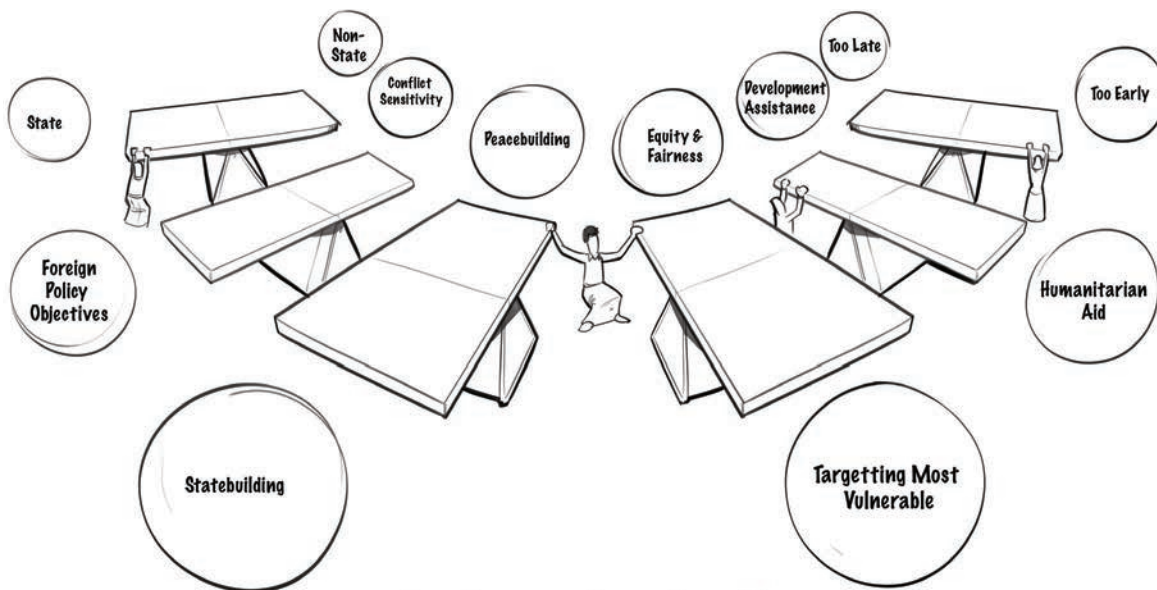 Non-
State
Too Late
State
Conflict
Sensitivity
Peacebuilding
Equity &
Fairness
Development
Assistance
Too Early
Foreign
Policy
Objectives
Humanitarian
Aid
Statebuilding
Targetting Most
Vulnerable